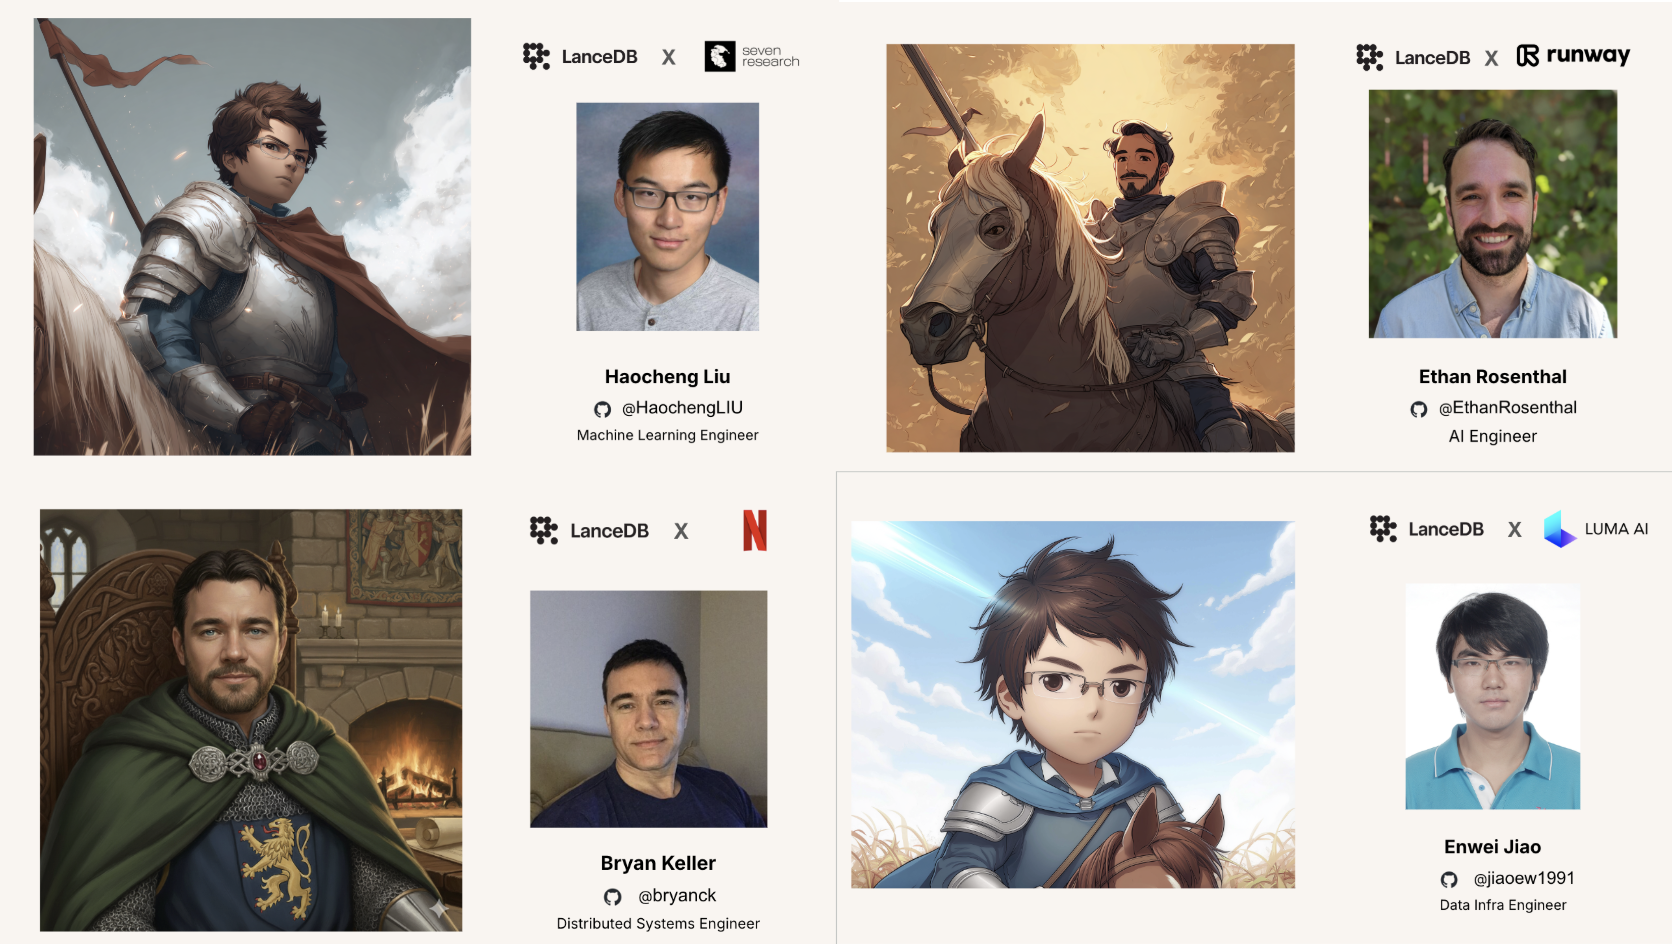 LanceDB X seven research
Haocheng Liu
@HaochengLIU
Machine Learning Engineer
LanceDB X runway
Ethan Rosenthal
@EthanRosenthal
AI Engineer
LanceDB X N
Bryan Keller
@bryanck
Distributed Systems Engineer
LanceDB X LUMA AI
Enwei Jiao
@jiaoew1991
Data Infra Engineer